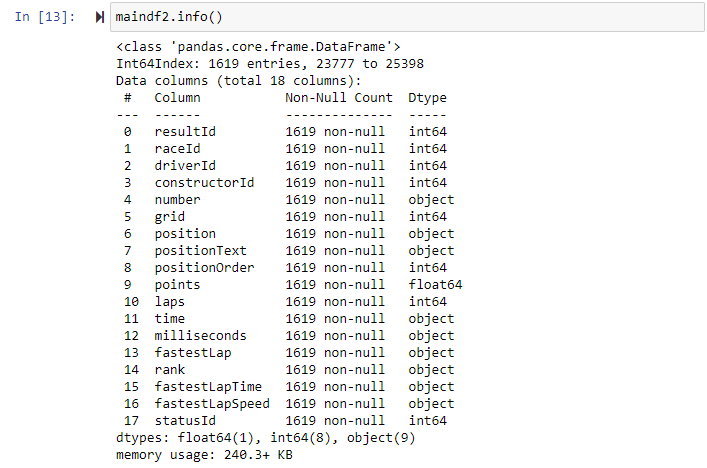 In [13]: maindf2.info()
<class 'pandas.core.frame.DataFrame'>
Int64Index: 1619 entries, 23777 to 25398
Data columns (total 18 columns):
 #   Column           Non-Null Count  Dtype
---  ------           --------------  -----
 0   resultId         1619 non-null   int64
 1   raceId           1619 non-null   int64
 2   driverId         1619 non-null   int64
 3   constructorId    1619 non-null   int64
 4   number           1619 non-null   object
 5   grid             1619 non-null   int64
 6   position         1619 non-null   object
 7   positionText     1619 non-null   object
 8   positionOrder    1619 non-null   int64
 9   points           1619 non-null   float64
 10  laps             1619 non-null   int64
 11  time             1619 non-null   object
 12  milliseconds     1619 non-null   object
 13  fastestLap       1619 non-null   object
 14  rank             1619 non-null   object
 15  fastestLapTime   1619 non-null   object
 16  fastestLapSpeed  1619 non-null   object
 17  statusId         1619 non-null   int64
dtypes: float64(1), int64(8), object(9)
memory usage: 240.3+ KB